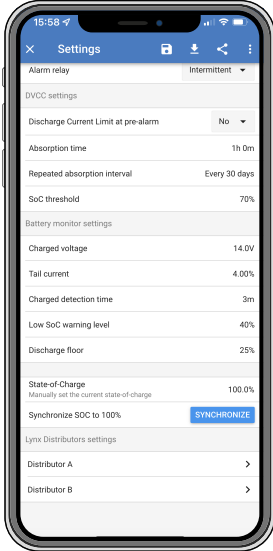 15:58
Settings
Alarm relay Intermittent
DVCC settings
Discharge Current Limit at pre-alarm No
Absorption time 1h 0m
Repeated absorption interval Every 30 days
SoC threshold 70%
Battery monitor settings
Charged voltage 14.0V
Tail current 4.00%
Charged detection time 3m
Low SoC warning level 40%
Discharge floor 25%
State-of-Charge 100.0%
Manually set the current state-of-charge
Synchronize SOC to 100% SYNCHRONIZE
Lynx Distributors settings
Distributor A
Distributor B